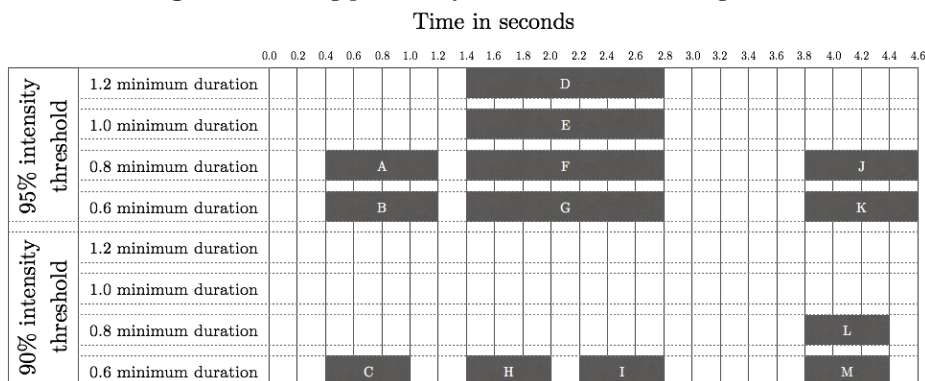 Time in seconds
0.0 0.2 0.4 0.6 0.8 1.0 1.2 1.4 1.6 1.8 2.0 2.2 2.4 2.6 2.8 3.0 3.2 3.4 3.6 3.8 4.0 4.2 4.4 4.6
95% intensity
threshold
1.2 minimum duration D
1.0 minimum duration E
0.8 minimum duration A F J
0.6 minimum duration B G K
90% intensity
threshold
1.2 minimum duration
1.0 minimum duration
0.8 minimum duration L
0.6 minimum duration C H I M